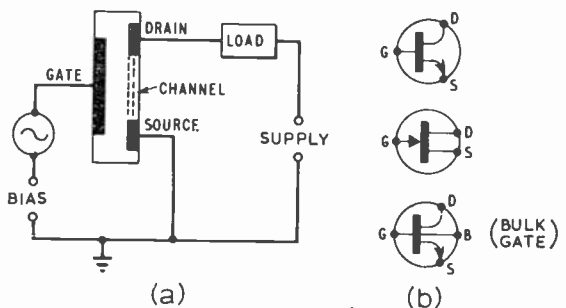 DRAIN
LOAD
GATE
CHANNEL
SOURCE
SUPPLY
BIAS
(a)
D
G
S
D
G
S
D
G
B
(BULK
GATE)
S
(b)